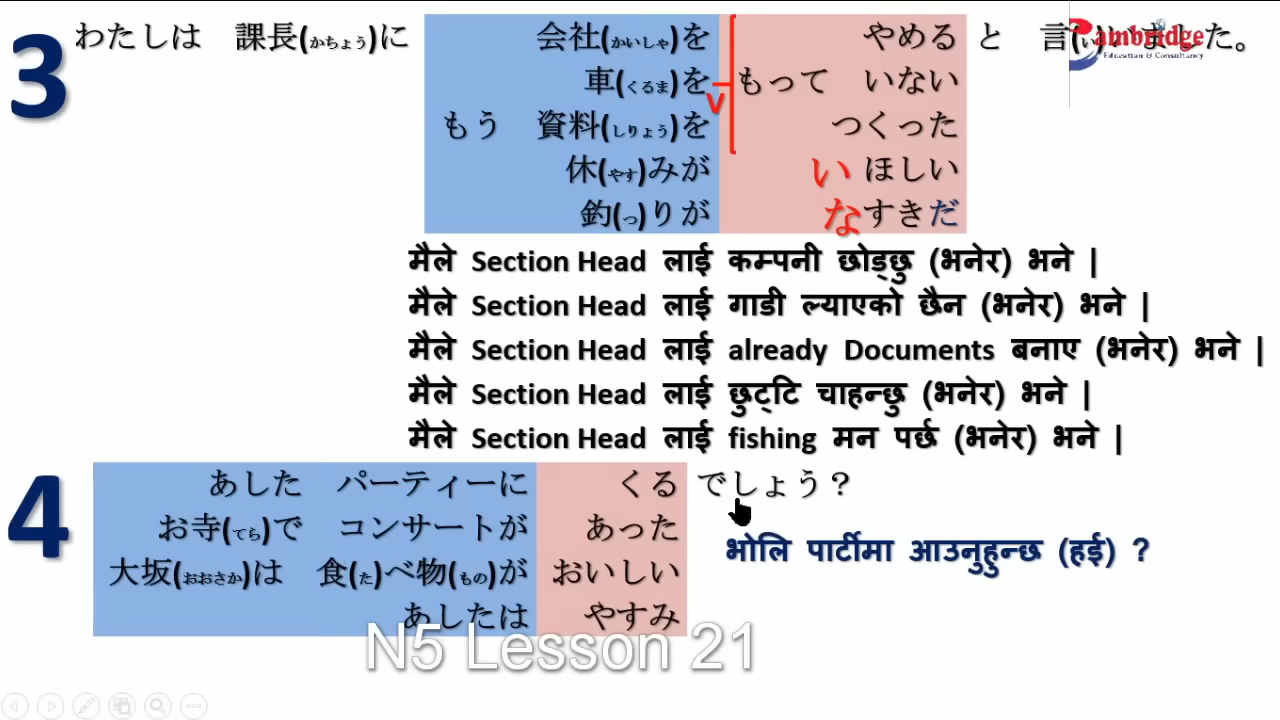 3 わたしは 課長(かちょう)に 会社(かいしゃ)を やめる と 言(い)いました。
車(くるま)を もって いない
もう 資料(しりょう)を つくった
V
休(やす)みが い ほしい
釣(つ)りが な すきだ
Cambridge
Education & Consultancy
मैले Section Head लाई कम्पनी छोड्छु (भनेर) भने |
मैले Section Head लाई गाडी ल्याएको छैन (भनेर) भने |
मैले Section Head लाई already Documents बनाए (भनेर) भने |
मैले Section Head लाई छुट्टि चाहन्छु (भनेर) भने |
मैले Section Head लाई fishing मन पर्छ (भनेर) भने |
4 あした パーティーに くる でしょう？
お寺(てら)で コンサートが あった
भोलि पार्टीमा आउनुहुन्छ (हई) ?
大坂(おおさか)は 食(た)べ物(もの)が おいしい
あしたは やすみ
N5 Lesson 21